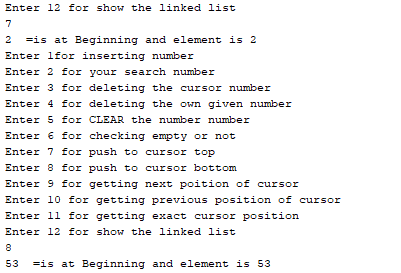 Enter 12 for show the linked list
7
2  =is at Beginning and element is 2
Enter 1for inserting number
Enter 2 for your search number
Enter 3 for deleting the cursor number
Enter 4 for deleting the own given number
Enter 5 for CLEAR the number number
Enter 6 for checking empty or not
Enter 7 for push to cursor top
Enter 8 for push to cursor bottom
Enter 9 for getting next poition of cursor
Enter 10 for getting previous position of cursor
Enter 11 for getting exact cursor position
Enter 12 for show the linked list
8
53  =is at Beginning and element is 53